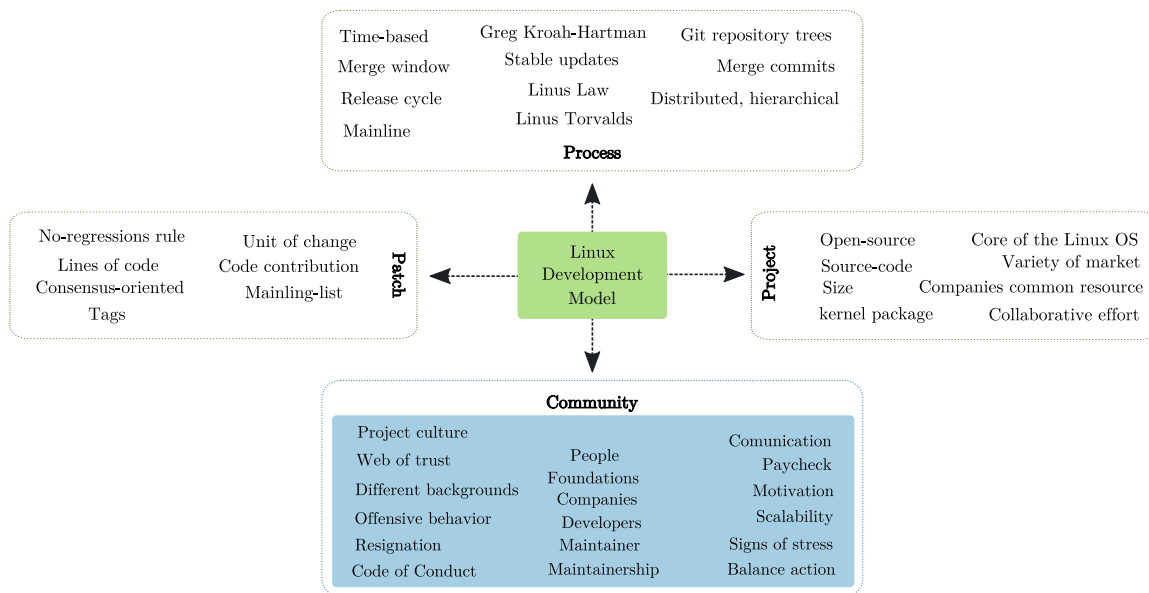 Time-based
Merge window
Release cycle
Mainline
Greg Kroah-Hartman
Stable updates
Linus Law
Linus Torvalds
Git repository trees
Merge commits
Distributed, hierarchical
Process
No-regressions rule
Lines of code
Consensus-oriented
Tags
Unit of change
Code contribution
Mainling-list
Patch
Linux
Development
Model
Project
Open-source
Source-code
Size
kernel package
Core of the Linux OS
Variety of market
Companies common resource
Collaborative effort
Community
Project culture
Web of trust
Different backgrounds
Offensive behavior
Resignation
Code of Conduct
People
Foundations
Companies
Developers
Maintainer
Maintainership
Comunication
Paycheck
Motivation
Scalability
Signs of stress
Balance action